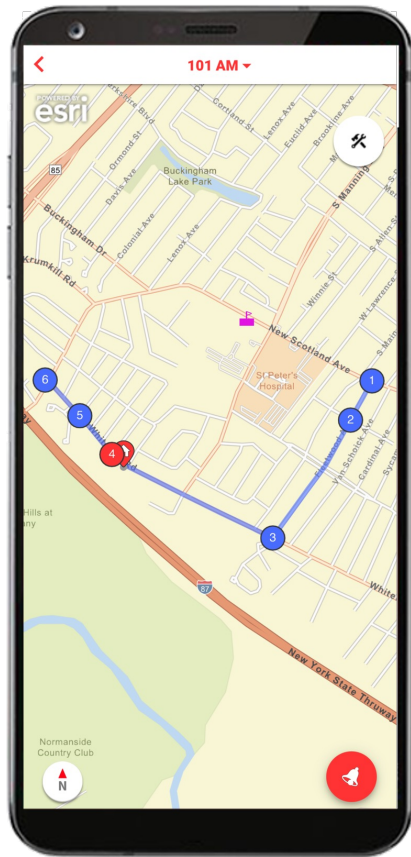 101 AM
POWERED BY
esri
Cortland St
Lenox Ave
Euclid Ave
Brookline Ave
Ormond St
85
Davis Ave
Buckingham
Lake Park
S Manning
Colonial Ave
Lenox Ave
S Allen S
Buckingham Dr
Krumkill Rd
Winnie St
W Lawrence S
New Scotland Ave
S Main
St Peter's
Hospital
1
2
3
4
5
6
Van Schoick Ave
Cardinal Ave
Sycam
Hills at
any
87
White
New York State Thruway
Normanside
Country Club
N